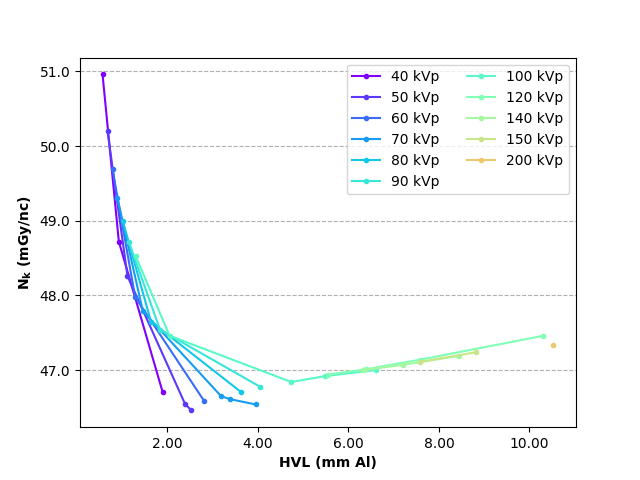 51.0
50.0
49.0
48.0
47.0
Nk (mGy/nc)
40 kVp
50 kVp
60 kVp
70 kVp
80 kVp
90 kVp
100 kVp
120 kVp
140 kVp
150 kVp
200 kVp
2.00 4.00 6.00 8.00 10.00
HVL (mm Al)